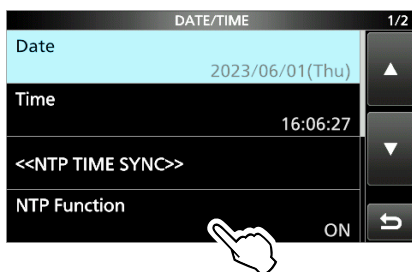 DATE/TIME 1/2
Date
2023/06/01(Thu)
Time
16:06:27
<<NTP TIME SYNC>>
NTP Function
ON